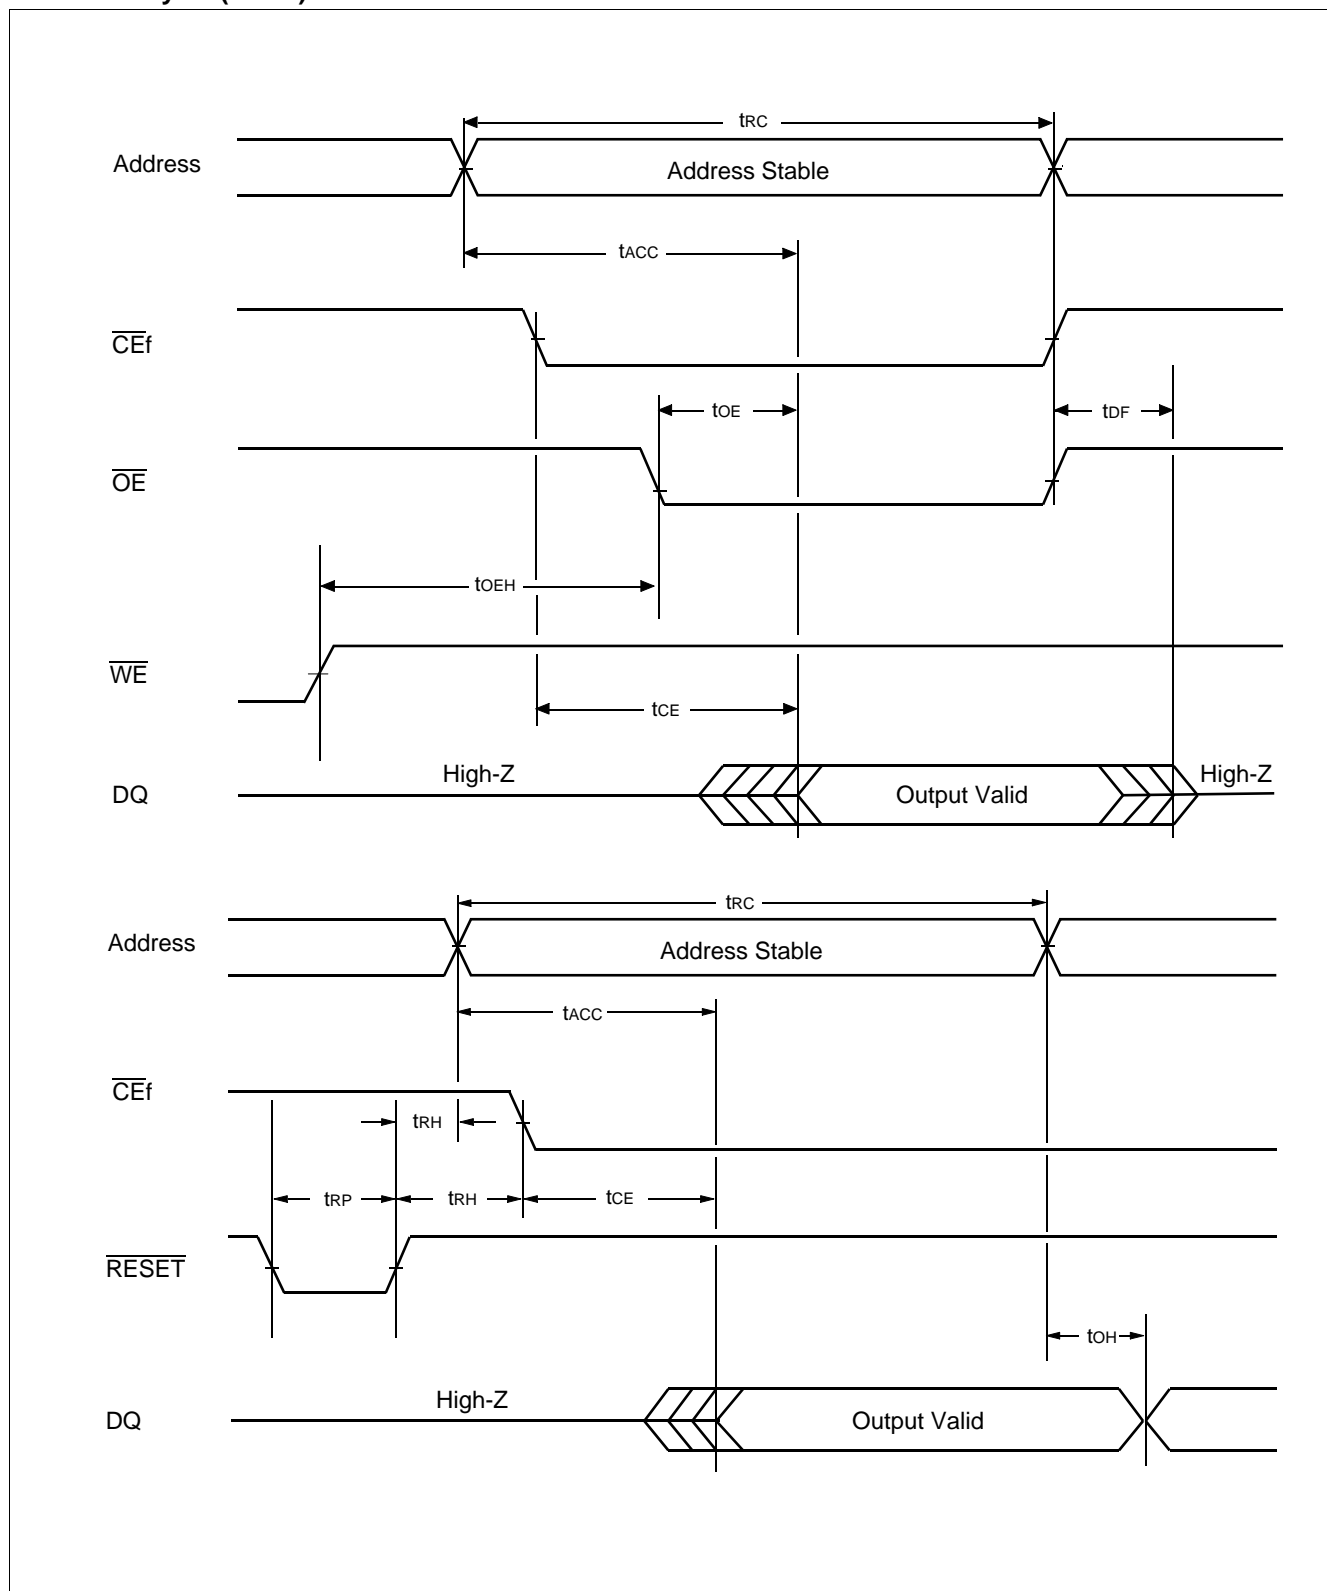 tRC
Address
Address Stable
tACC
CEf
tOE
tDF
OE
tOEH
WE
tCE
High-Z
High-Z
DQ
Output Valid
tRC
Address
Address Stable
tACC
CEf
tRH
tRP
tRH
tCE
RESET
tOH
High-Z
DQ
Output Valid